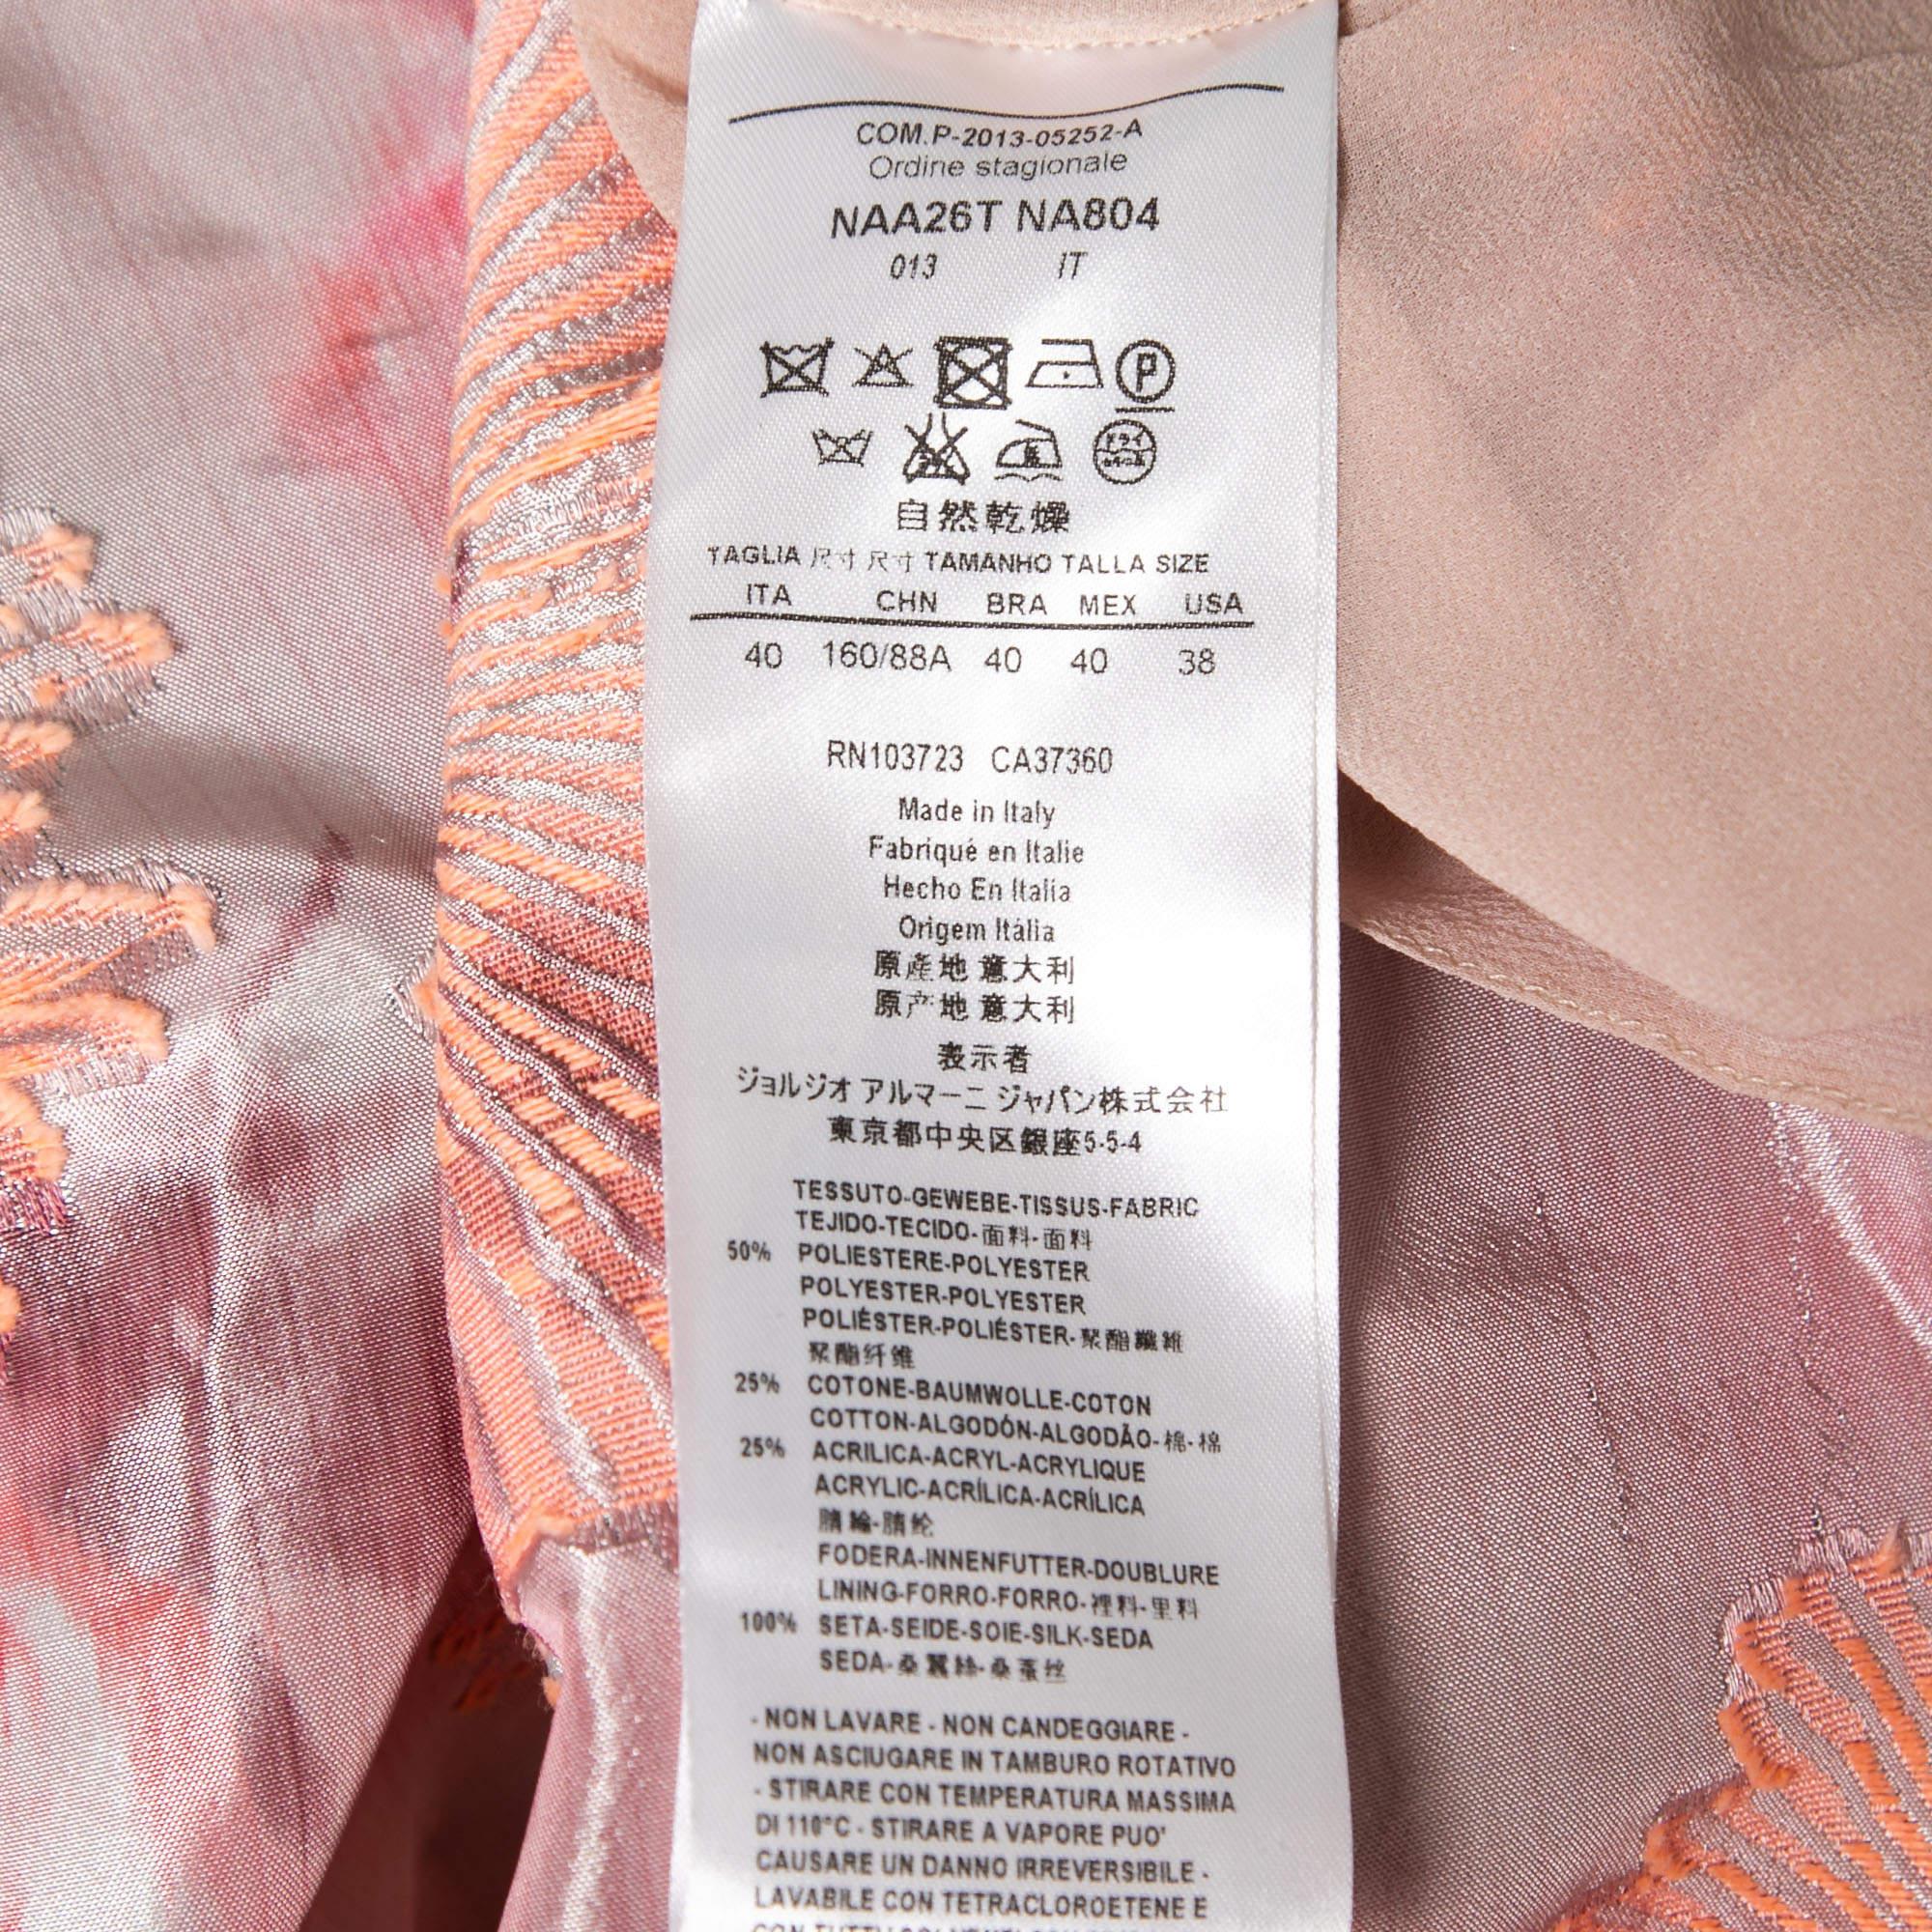 COM.P-2013-05252-A
Ordine stagionale
NAA26T NA804
013 IT
P
自然乾燥
TAGLIA 尺寸 尺寸 TAMANHO TALLA SIZE
ITA CHN BRA MEX USA
40 160/88A 40 40 38
RN103723 CA37360
Made in Italy
Fabriqué en Italie
Hecho En Italia
Origem Itália
原產地 意大利
原产地 意大利
表示者
ジョルジオ アルマーニ ジャパン株式会社
東京都中央区銀座5-5-4
TESSUTO-GEWEBE-TISSUS-FABRIC
TEJIDO-TECIDO-面料-面料
50% POLIESTERE-POLYESTER
POLYESTER-POLYESTER
POLIÉSTER-POLIÉSTER-聚酯纖維
聚酯纤维
25% COTONE-BAUMWOLLE-COTON
COTTON-ALGODÓN-ALGODÃO-棉-棉
25% ACRILICA-ACRYL-ACRYLIQUE
ACRYLIC-ACRÍLICA-ACRÍLICA
腈綸-腈纶
FODERA-INNENFUTTER-DOUBLURE
LINING-FORRO-FORRO-裡料-里料
100% SETA-SEIDE-SOIE-SILK-SEDA
SEDA-桑蠶絲-桑蚕丝
- NON LAVARE - NON CANDEGGIARE -
NON ASCIUGARE IN TAMBURO ROTATIVO
- STIRARE CON TEMPERATURA MASSIMA
DI 110°C - STIRARE A VAPORE PUO'
CAUSARE UN DANNO IRREVERSIBILE -
LAVABILE CON TETRACLOROETENE E